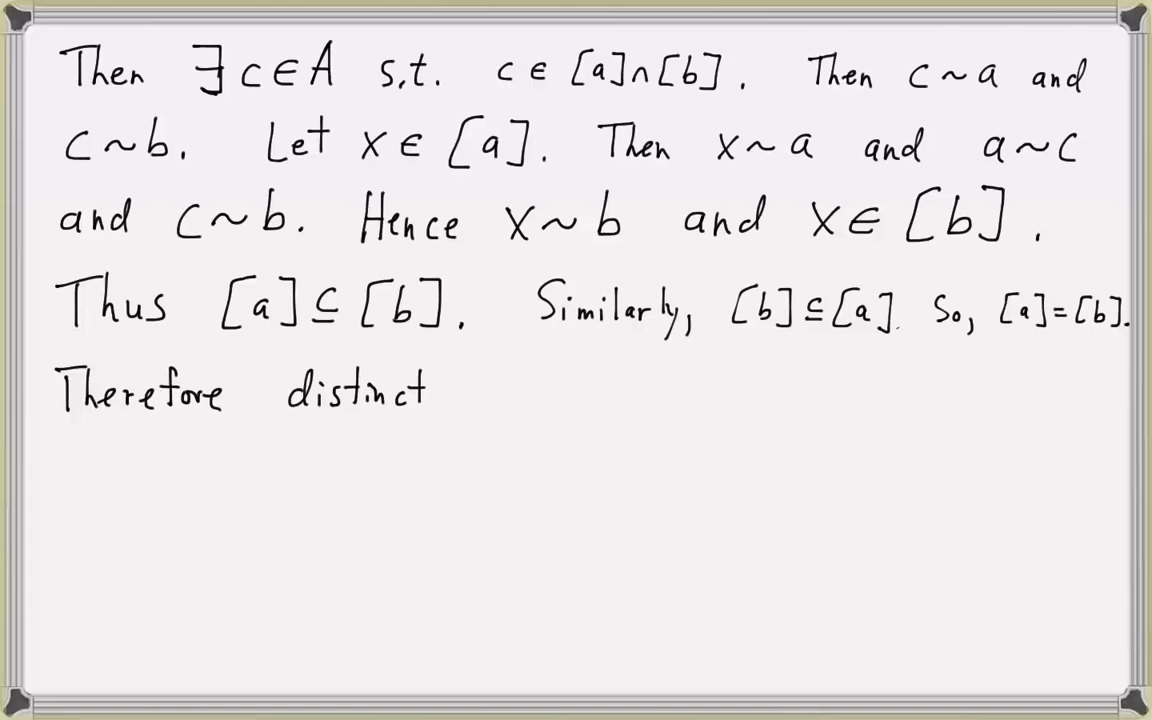 Then ∃ c ∈ A s.t. c ∈ [a]∩[b]. Then c ~ a and
c ~ b. Let x ∈ [a]. Then x ~ a and a ~ c
and c ~ b. Hence x ~ b and x ∈ [b].
Thus [a] ⊆ [b]. Similarly, [b] ⊆ [a]. So, [a] = [b].
Therefore distinct